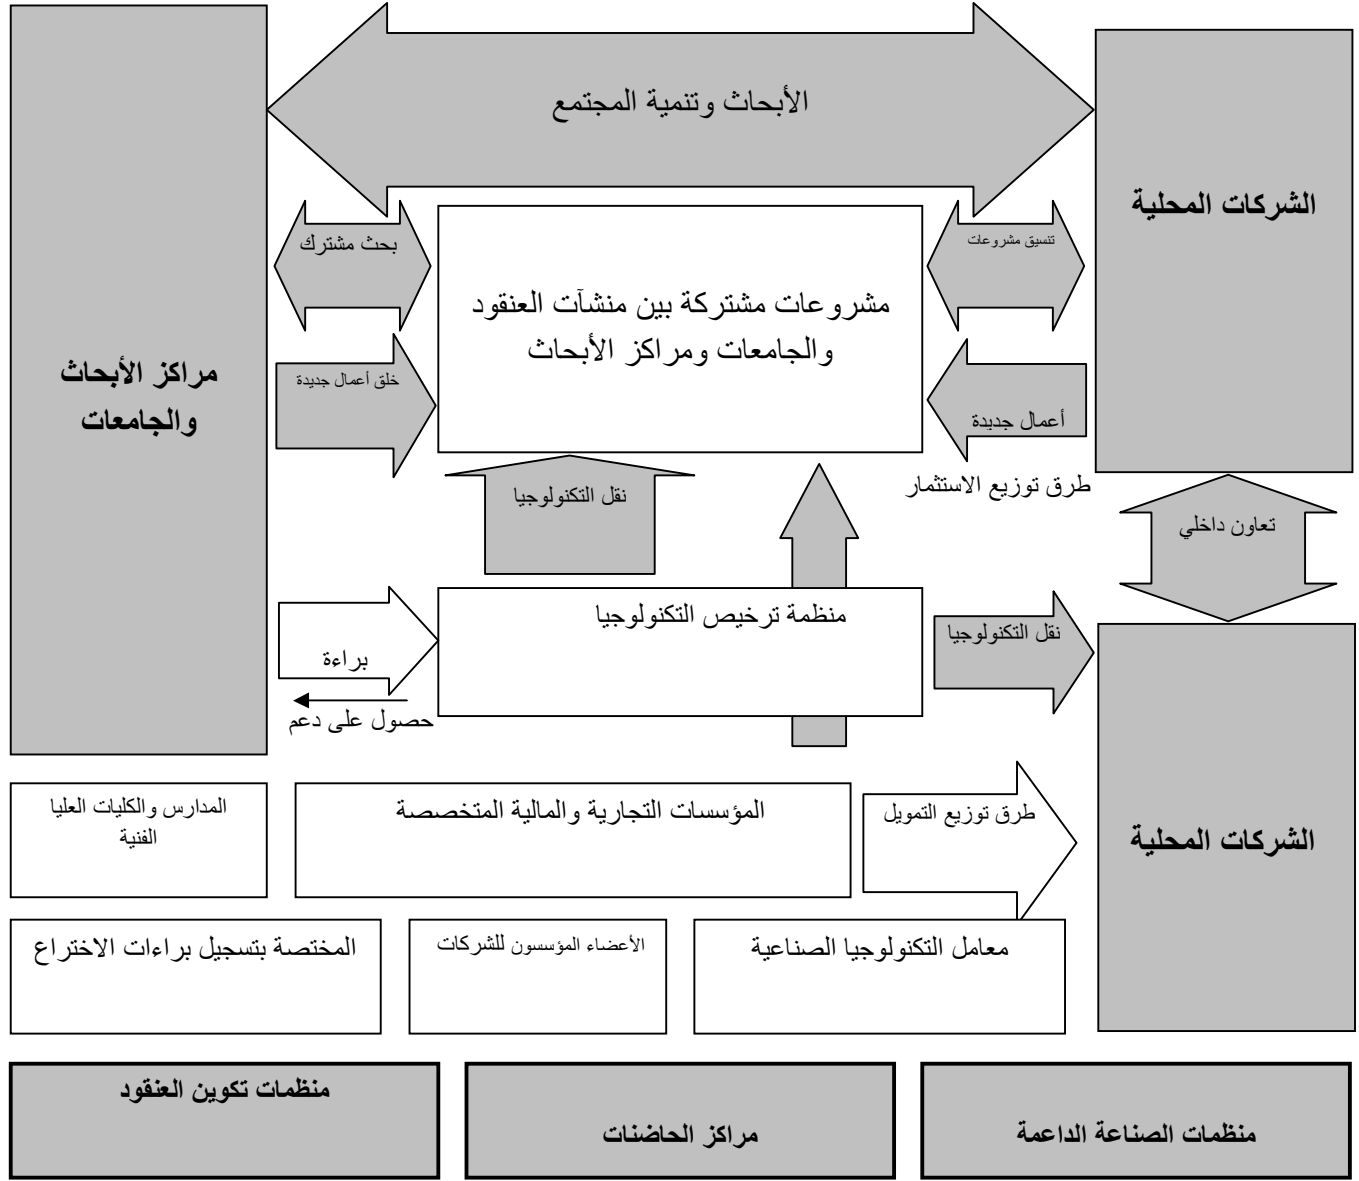 الأبحاث وتنمية المجتمع
الشركات المحلية
تنسيق مشروعات
بحث مشترك
مشروعات مشتركة بين منشآت العنقود
والجامعات ومراكز الأبحاث
مراكز الأبحاث
والجامعات
خلق أعمال جديدة
أعمال جديدة
طرق توزيع الاستثمار
نقل التكنولوجيا
تعاون داخلي
منظمة ترخيص التكنولوجيا
نقل التكنولوجيا
براءة
حصول على دعم
الشركات المحلية
طرق توزيع التمويل
المؤسسات التجارية والمالية المتخصصة
المدارس والكليات العليا
الفنية
معامل التكنولوجيا الصناعية
الأعضاء المؤسسون للشركات
المختصة بتسجيل براءات الاختراع
منظمات الصناعة الداعمة
مراكز الحاضنات
منظمات تكوين العنقود